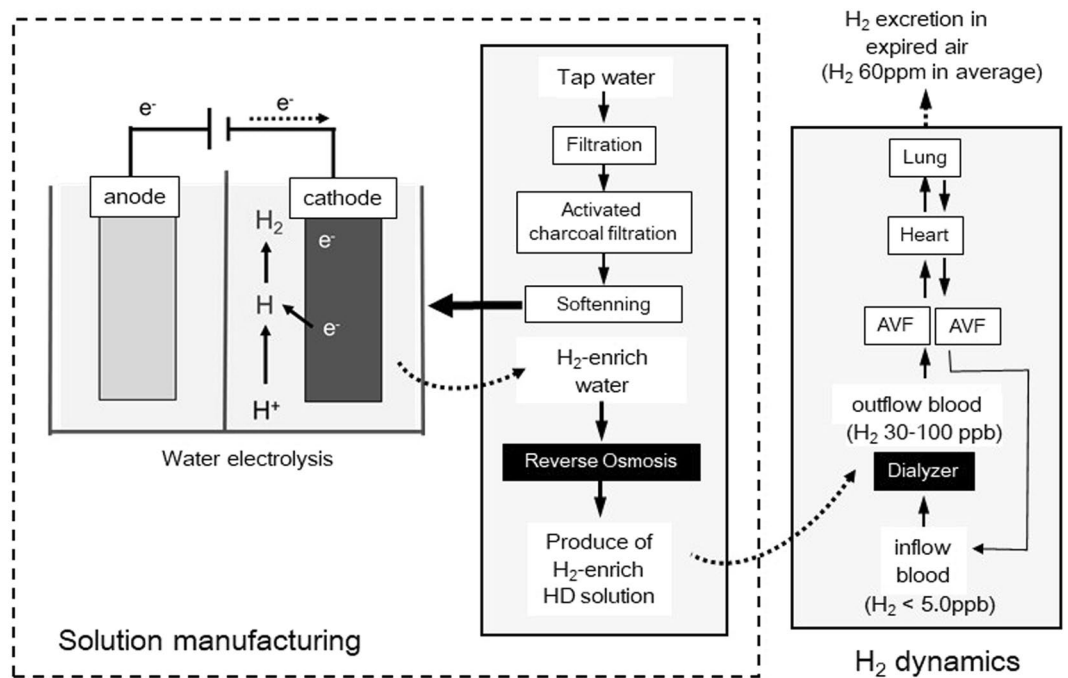 e-
e-
anode
cathode
H2
e-
H
e-
H+
Water electrolysis
Solution manufacturing
Tap water
Filtration
Activated
charcoal filtration
Softenning
H2-enrich
water
Reverse Osmosis
Produce of
H2-enrich
HD solution
H2 excretion in
expired air
(H2 60ppm in average)
Lung
Heart
AVF
AVF
outflow blood
(H2 30-100 ppb)
Dialyzer
inflow
blood
(H2 < 5.0ppb)
H2 dynamics